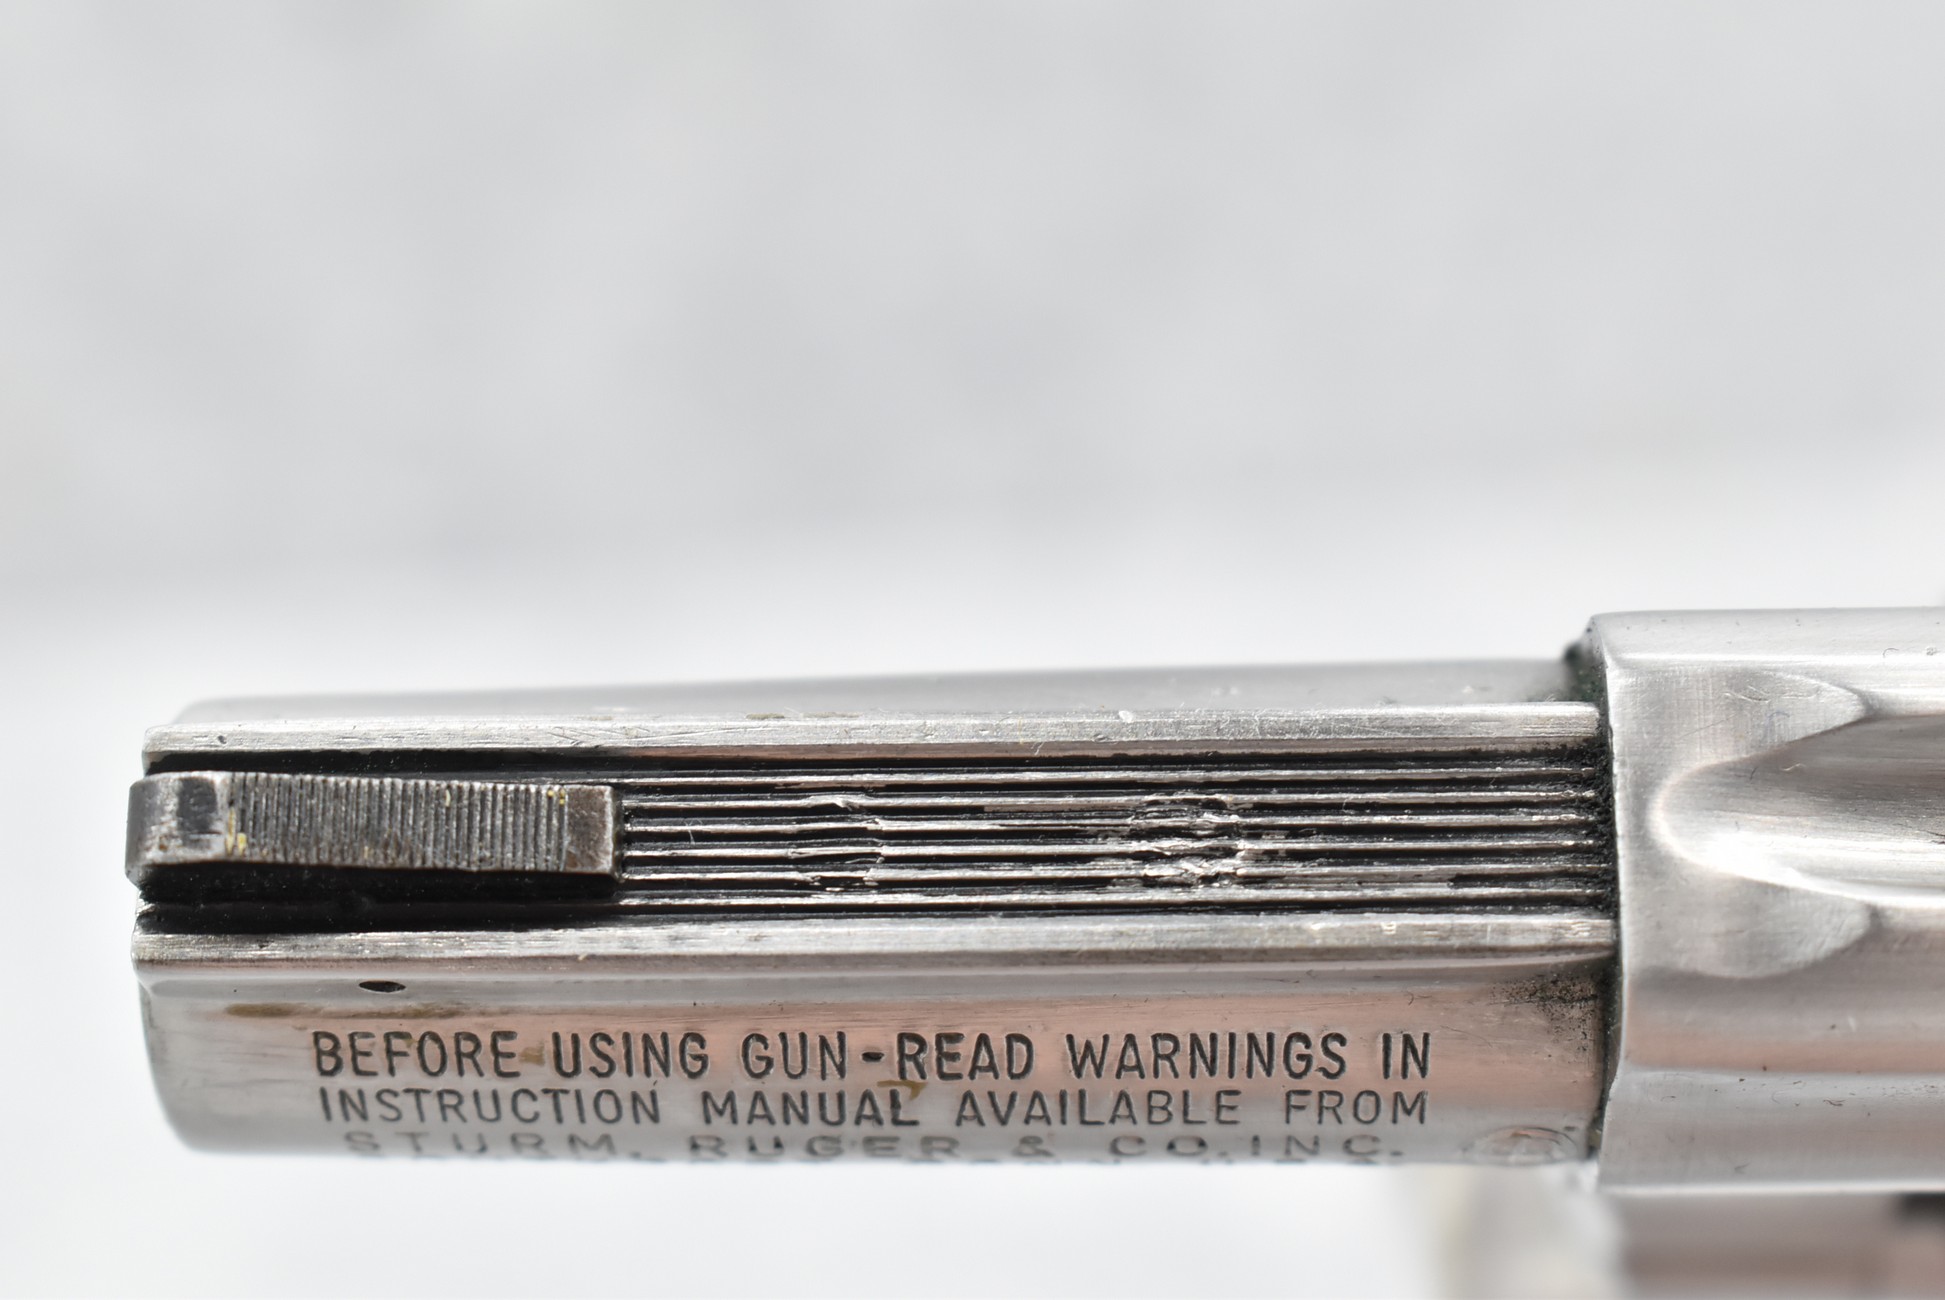 BEFORE USING GUN-READ WARNINGS IN
INSTRUCTION MANUAL AVAILABLE FROM
STURM, RUGER & CO. INC.